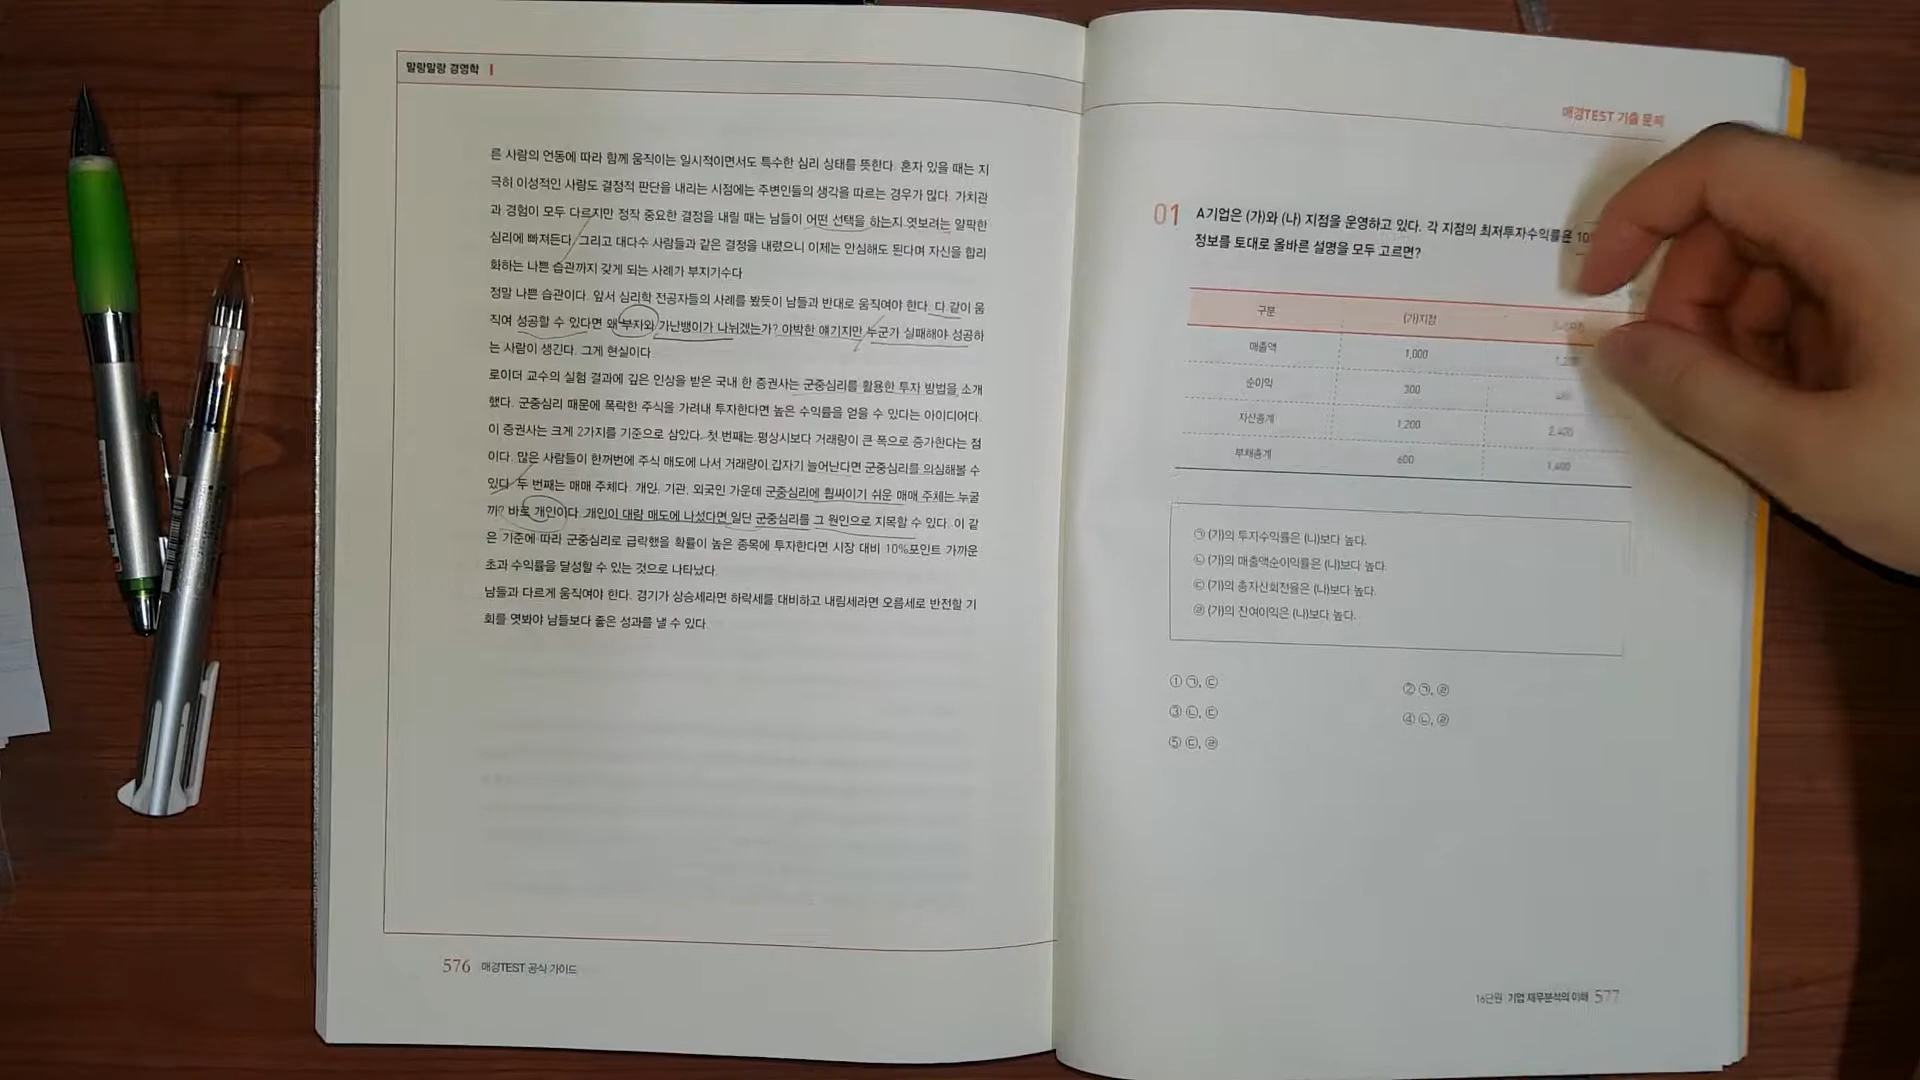 말랑말랑 경영학
른 사람의 언동에 따라 함께 움직이는 일시적이면서도 특수한 심리 상태를 뜻한다. 혼자 있을 때는 지
극히 이성적인 사람도 결정적 판단을 내리는 시점에는 주변인들의 생각을 따르는 경우가 많다. 가치관
과 경험이 모두 다르지만 정작 중요한 결정을 내릴 때는 남들이 어떤 선택을 하는지 엿보려는 얄팍한
심리에 빠져든다. 그리고 대다수 사람들과 같은 결정을 내렸으니 이제는 안심해도 된다며 자신을 합리
화하는 나쁜 습관까지 갖게 되는 사례가 부지기수다
정말 나쁜 습관이다. 앞서 심리학 전공자들의 사례를 봤듯이 남들과 반대로 움직여야 한다. 다 같이 움
직여 성공할 수 있다면 왜 부자와 가난뱅이가 나뉘겠는가? 야박한 얘기지만 누군가 실패해야 성공하
는 사람이 생긴다. 그게 현실이다
로이더 교수의 실험 결과에 깊은 인상을 받은 국내 한 증권사는 군중심리를 활용한 투자 방법을 소개
했다. 군중심리 때문에 폭락한 주식을 가려내 투자한다면 높은 수익률을 얻을 수 있다는 아이디어다.
이 증권사는 크게 2가지를 기준으로 삼았다. 첫 번째는 평상시보다 거래량이 큰 폭으로 증가한다는 점
이다. 많은 사람들이 한꺼번에 주식 매도에 나서 거래량이 갑자기 늘어난다면 군중심리를 의심해볼 수
있다. 두 번째는 매매 주체다. 개인, 기관, 외국인 가운데 군중심리에 휩싸이기 쉬운 매매 주체는 누굴
까? 바로 개인이다. 개인이 대량 매도에 나섰다면 일단 군중심리를 그 원인으로 지목할 수 있다. 이 같
은 기준에 따라 군중심리로 급락했을 확률이 높은 종목에 투자한다면 시장 대비 10%포인트 가까운
초과 수익률을 달성할 수 있는 것으로 나타났다.
남들과 다르게 움직여야 한다. 경기가 상승세라면 하락세를 대비하고 내림세라면 오름세로 반전할 기
회를 엿봐야 남들보다 좋은 성과를 낼 수 있다.
576 매경TEST 공식 가이드
매경TEST 기출 문제
01 A기업은 (가)와 (나) 지점을 운영하고 있다. 각 지점의 최저투자수익률은
정보를 토대로 올바른 설명을 모두 고르면?
구분 (가)지점
매출액 1,000
순이익 300
자산총계 1,200 2,400
부채총계 600 1,400
㉠ (가)의 투자수익률은 (나)보다 높다.
㉡ (가)의 매출액순이익률은 (나)보다 높다.
㉢ (가)의 총자산회전율은 (나)보다 높다.
㉣ (가)의 잔여이익은 (나)보다 높다.
① ㉠, ㉢ ② ㉠, ㉣
③ ㉡, ㉢ ④ ㉡, ㉣
⑤ ㉢, ㉣
16단원 기업 재무분석의 이해 577